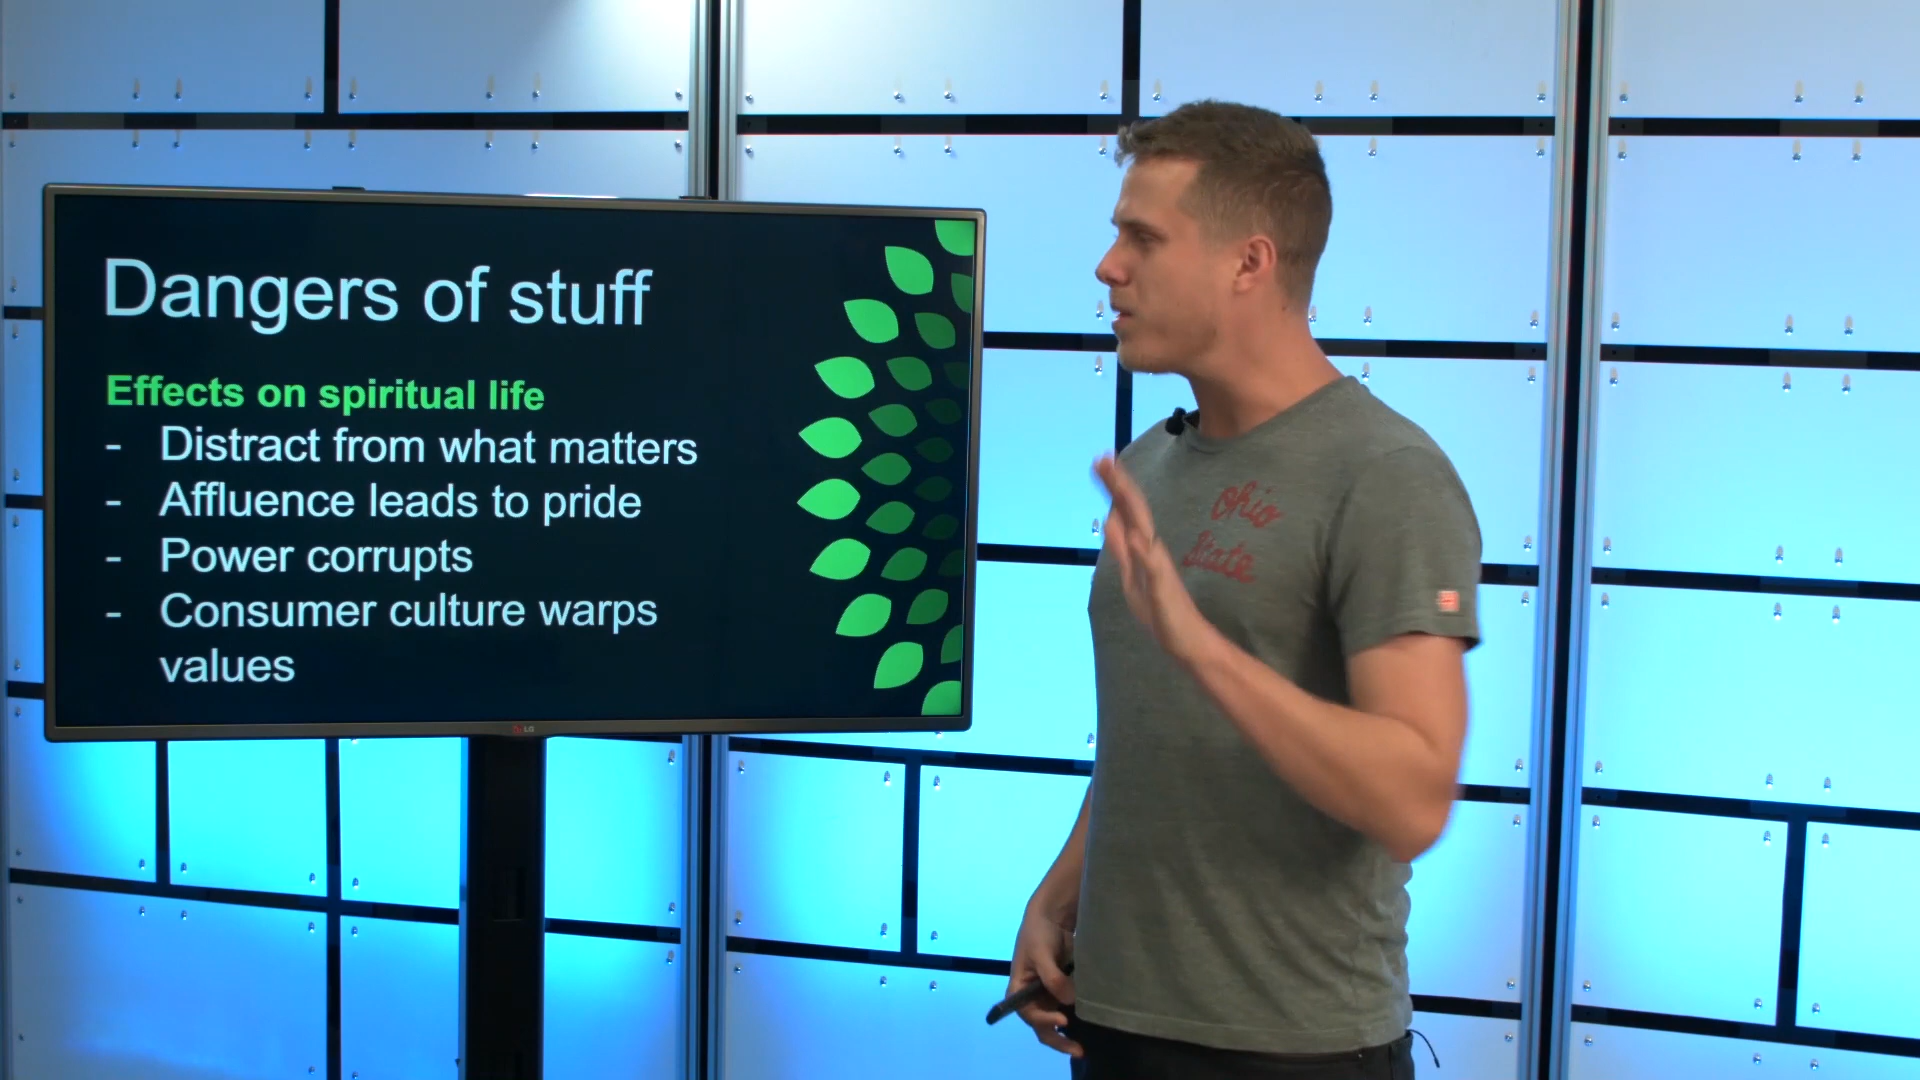 Dangers of stuff
Effects on spiritual life
- Distract from what matters
- Affluence leads to pride
- Power corrupts
- Consumer culture warps
values
LG
Ohio
State